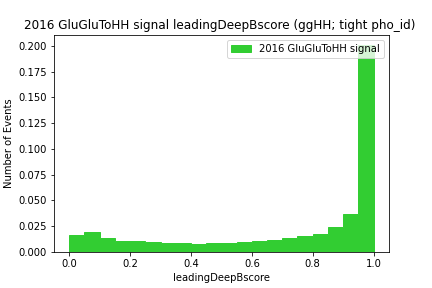 2016 GluGluToHH signal leadingDeepBscore (ggHH; tight pho_id)
2016 GluGluToHH signal
Number of Events
0.200
0.175
0.150
0.125
0.100
0.075
0.050
0.025
0.000
0.0 0.2 0.4 0.6 0.8 1.0
leadingDeepBscore